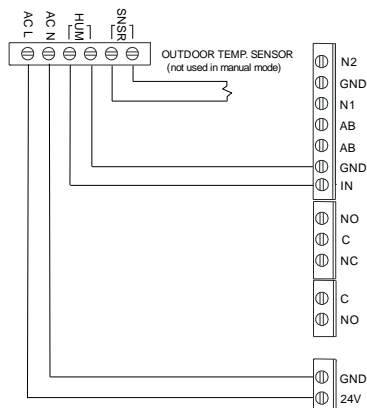 AC L
AC N
HUM
SNSR
OUTDOOR TEMP. SENSOR
(not used in manual mode)
N2
GND
N1
AB
AB
GND
IN
NO
C
NC
C
NO
GND
24V